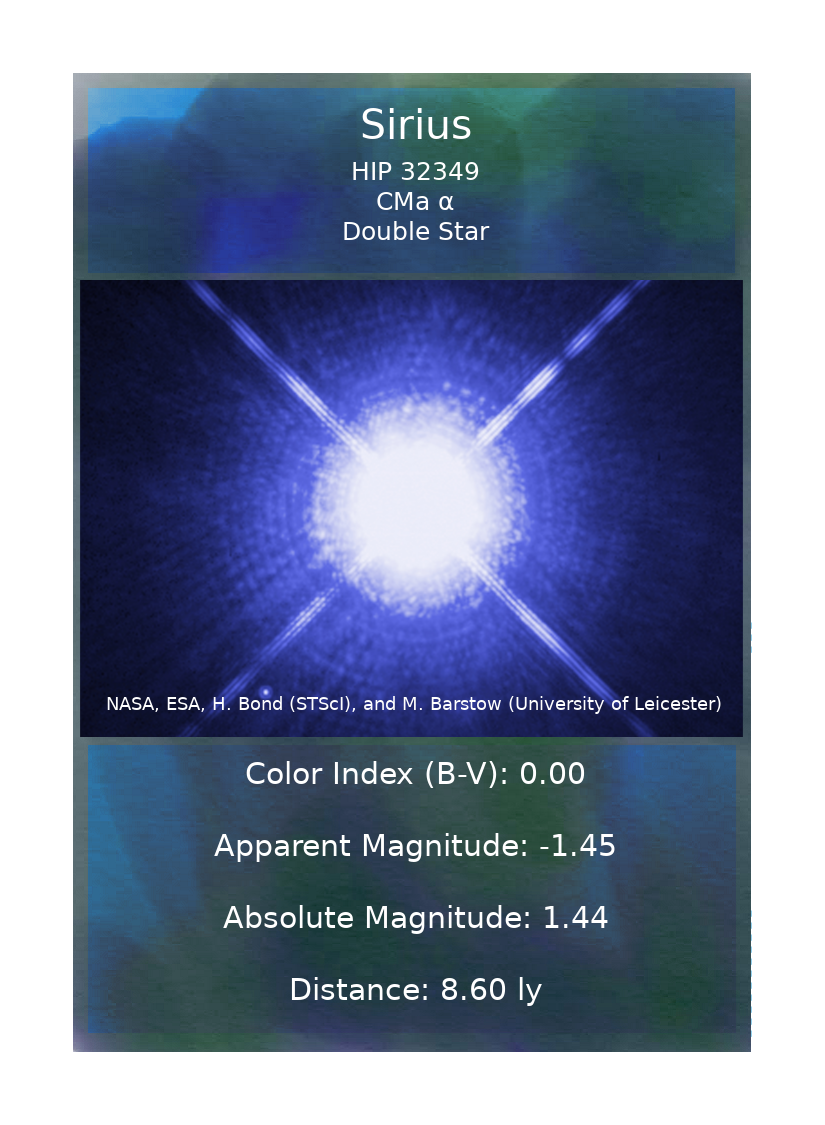 Sirius
HIP 32349
CMa α
Double Star
NASA, ESA, H. Bond (STScI), and M. Barstow (University of Leicester)
Color Index (B-V): 0.00
Apparent Magnitude: -1.45
Absolute Magnitude: 1.44
Distance: 8.60 ly